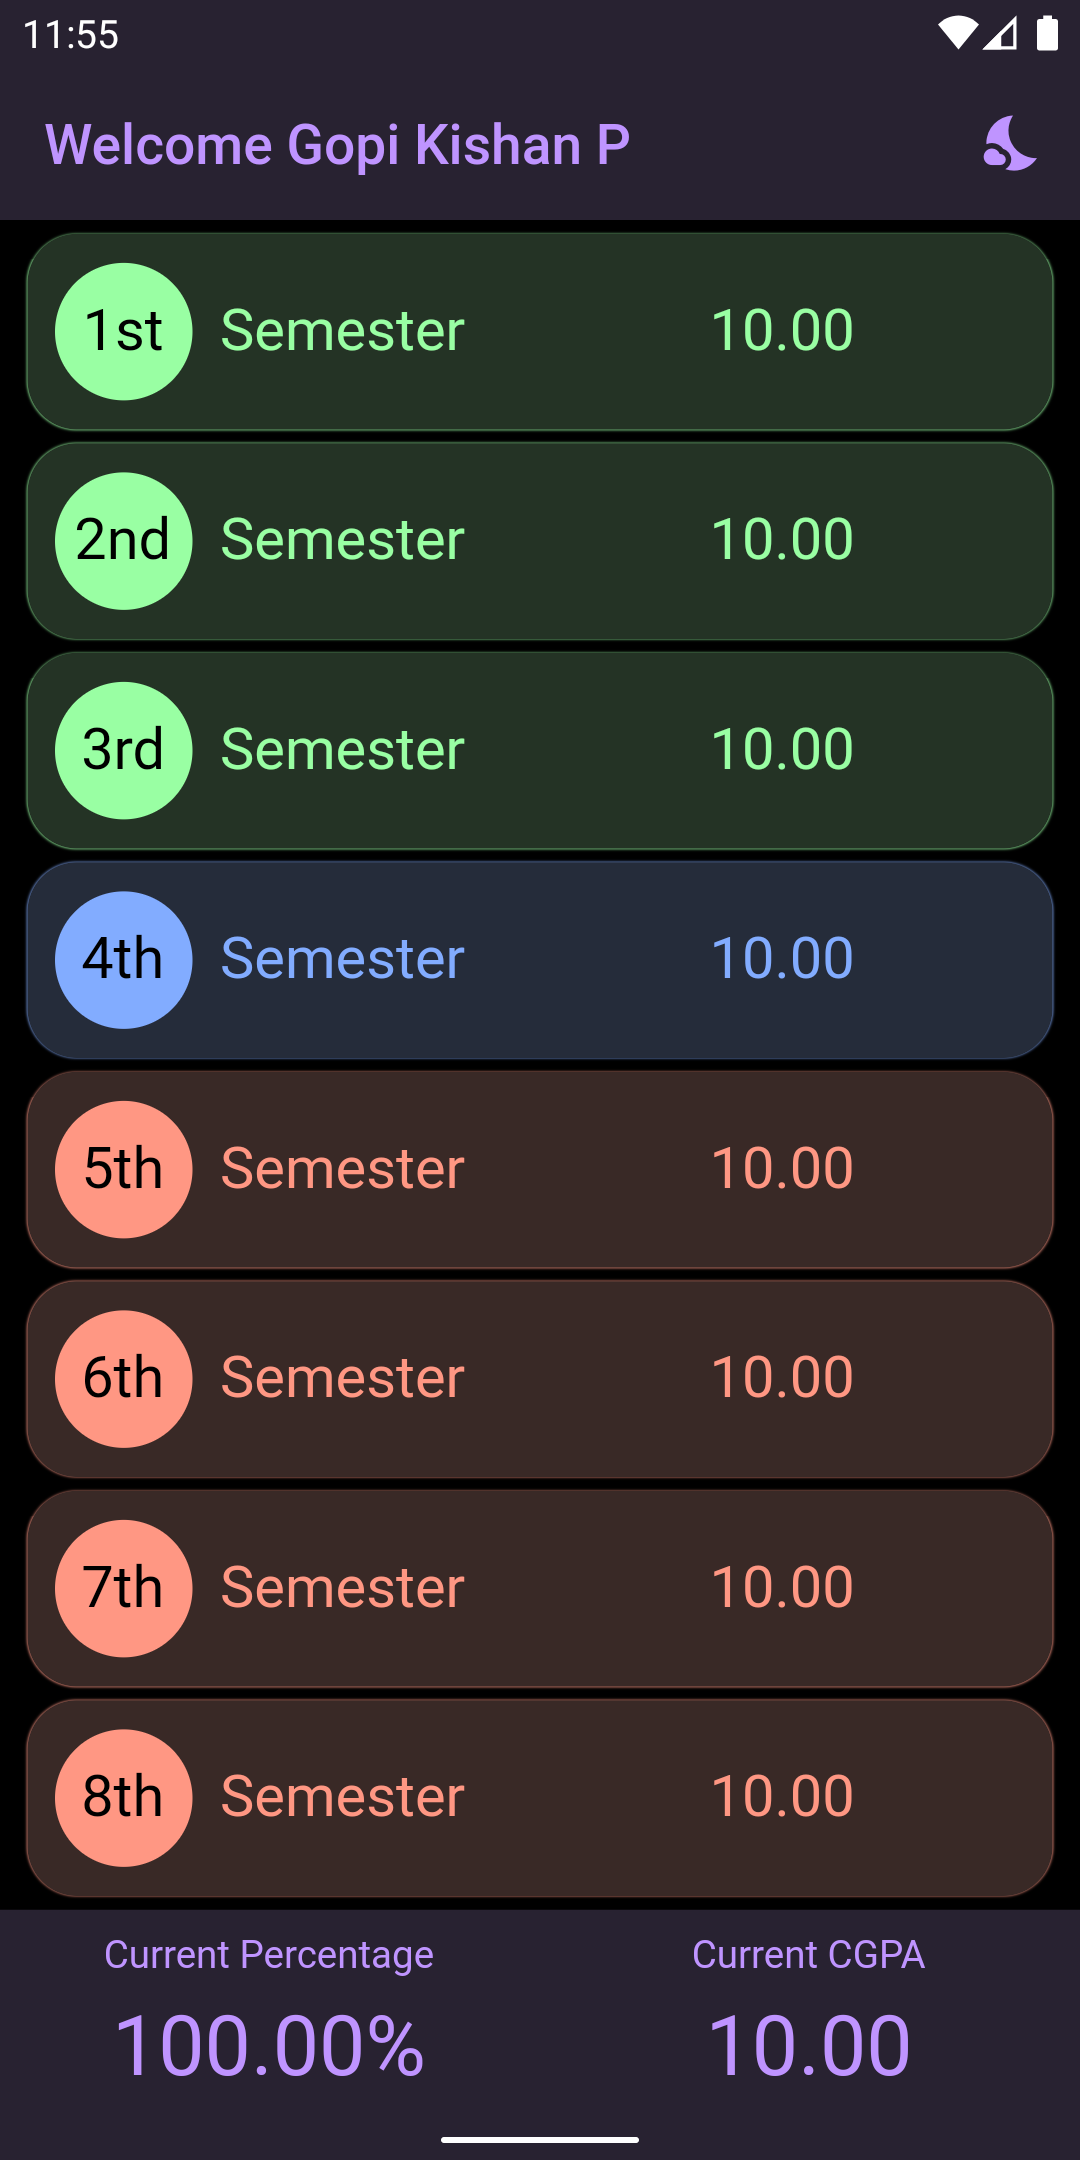 11:55
Welcome Gopi Kishan P
1st Semester 10.00
2nd Semester 10.00
3rd Semester 10.00
4th Semester 10.00
5th Semester 10.00
6th Semester 10.00
7th Semester 10.00
8th Semester 10.00
Current Percentage Current CGPA
100.00% 10.00